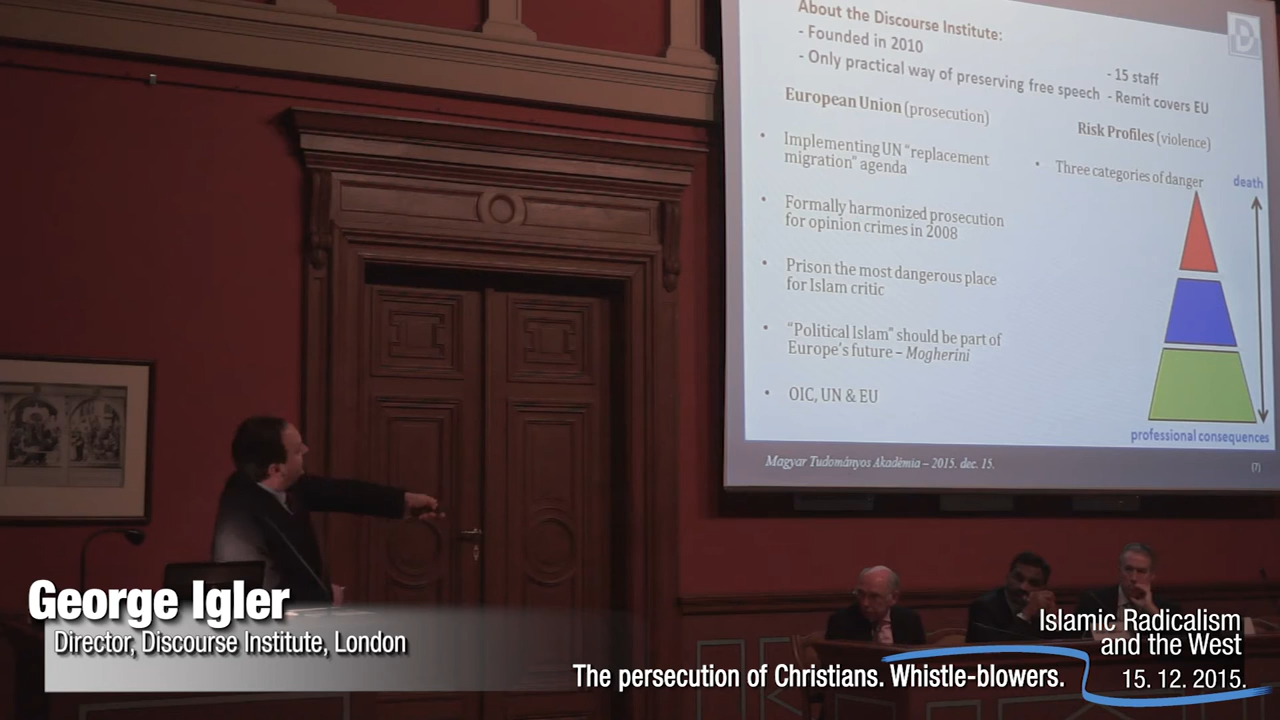 About the Discourse Institute:
- Founded in 2010
- Only practical way of preserving free speech
- 15 staff
- Remit covers EU
European Union (prosecution)
• Implementing UN "replacement
migration" agenda
• Formally harmonized prosecution
for opinion crimes in 2008
• Prison the most dangerous place
for Islam critic
• "Political Islam" should be part of
Europe's future – Mogherini
• OIC, UN & EU
Risk Profiles (violence)
• Three categories of danger
death
professional consequences
Magyar Tudományos Akadémia – 2015. dec. 15.
(7)
D
George Igler
Director, Discourse Institute, London
Islamic Radicalism
and the West
The persecution of Christians. Whistle-blowers.
15. 12. 2015.